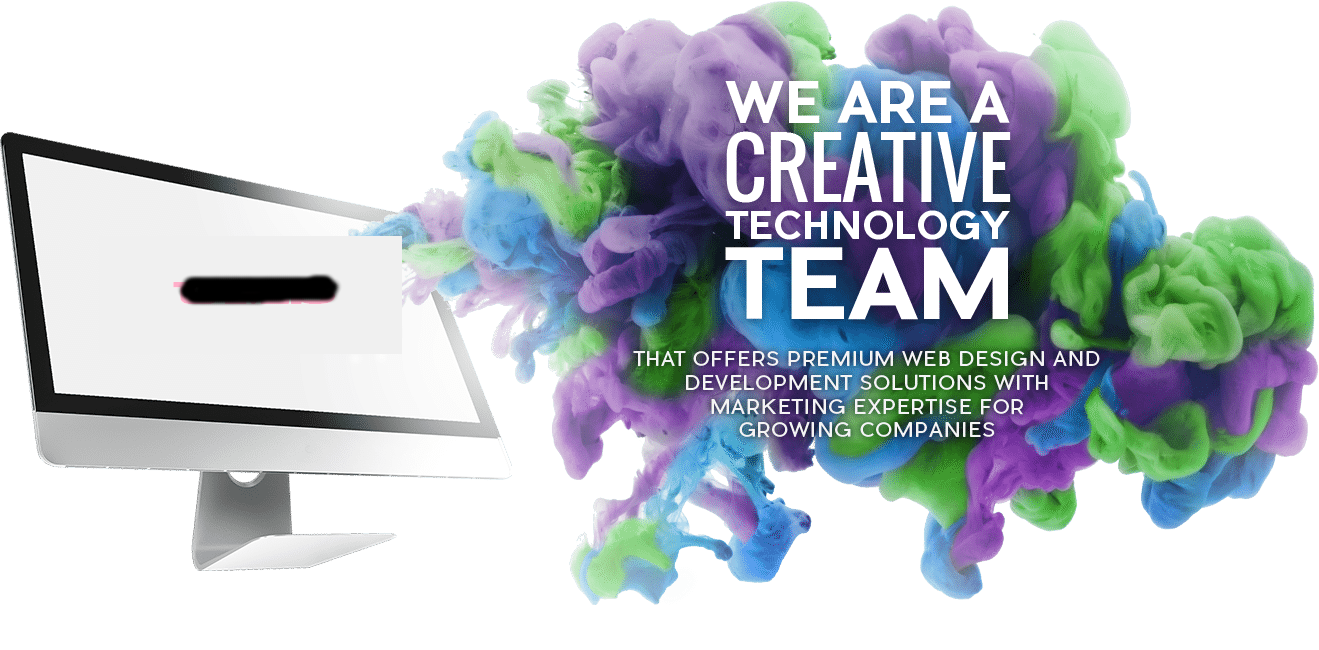 WE ARE A
CREATIVE
TECHNOLOGY
TEAM
THAT OFFERS PREMIUM WEB DESIGN AND
DEVELOPMENT SOLUTIONS WITH
MARKETING EXPERTISE FOR
GROWING COMPANIES